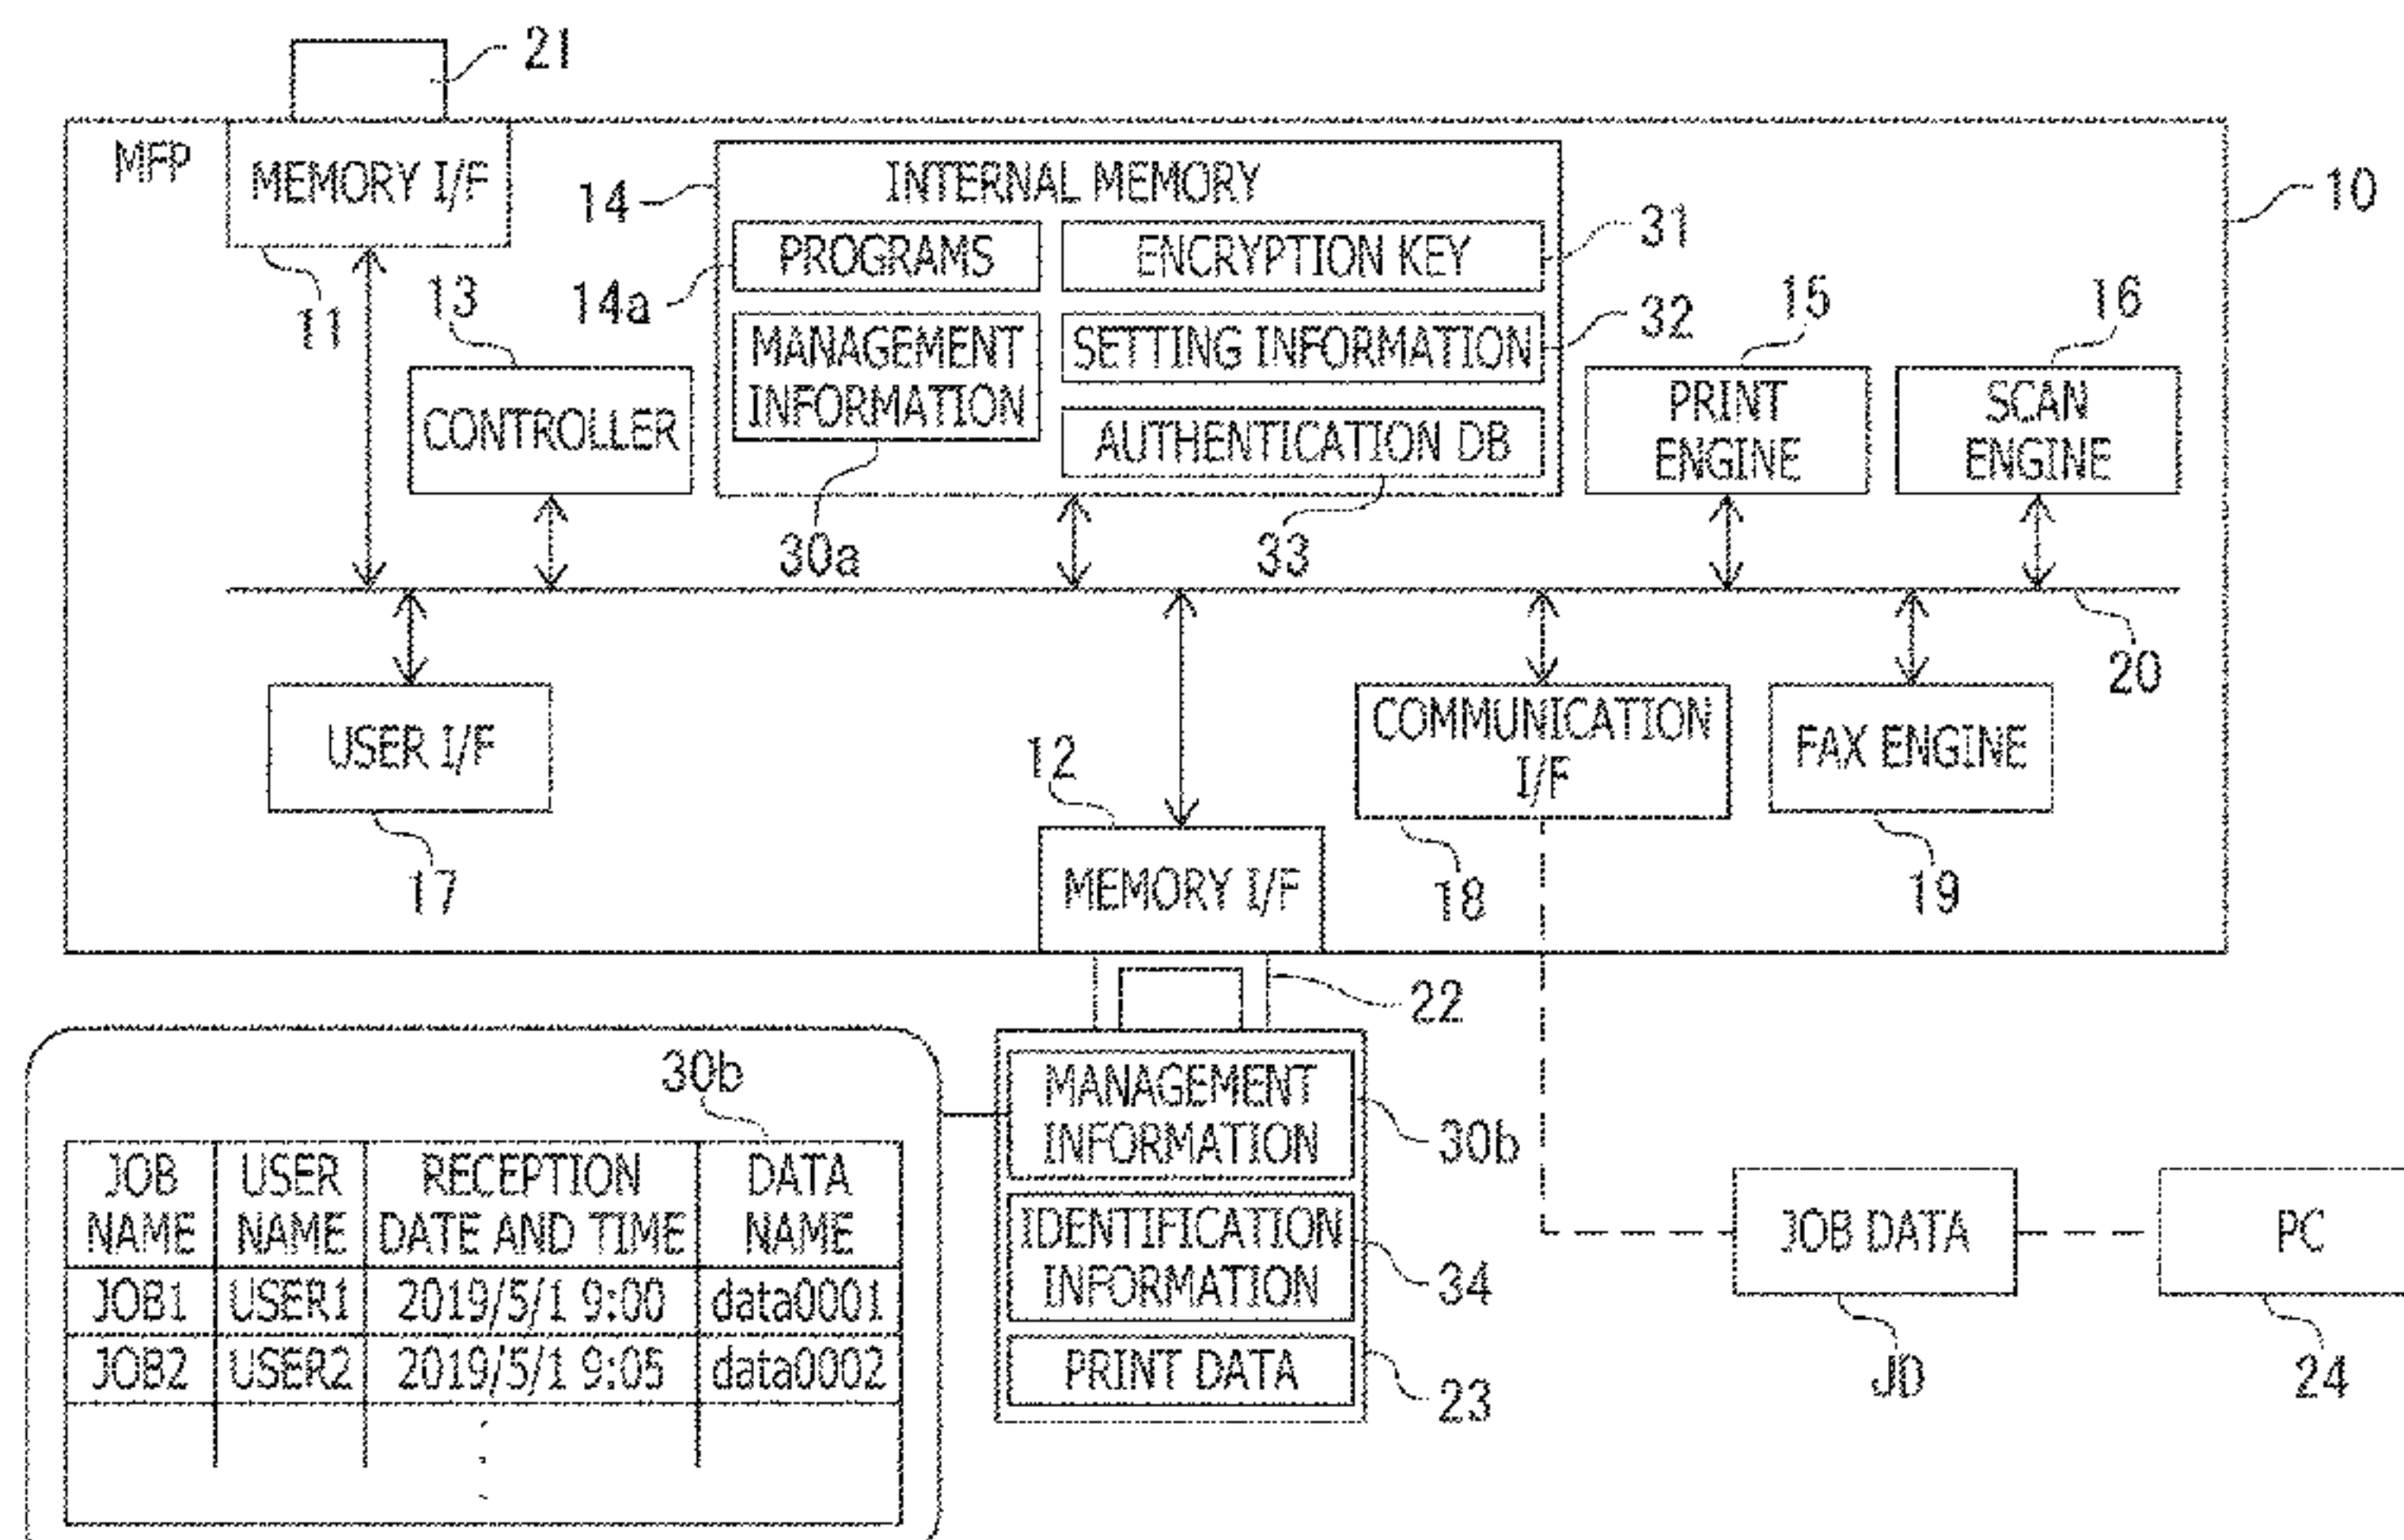 21
MFP
MEMORY I/F
11
13
CONTROLLER
14
INTERNAL MEMORY
PROGRAMS
14a
ENCRYPTION KEY
31
MANAGEMENT
INFORMATION
30a
SETTING INFORMATION
32
AUTHENTICATION DB
33
15
PRINT
ENGINE
16
SCAN
ENGINE
10
20
USER I/F
17
12
MEMORY I/F
COMMUNICATION
I/F
18
FAX ENGINE
19
22
30b
JOB NAME USER NAME RECEPTION DATE AND TIME DATA NAME
JOB1 USER1 2019/5/1 9:00 data0001
JOB2 USER2 2019/5/1 9:05 data0002
MANAGEMENT
INFORMATION
30b
IDENTIFICATION
INFORMATION
34
PRINT DATA
23
JOB DATA
JD
PC
24